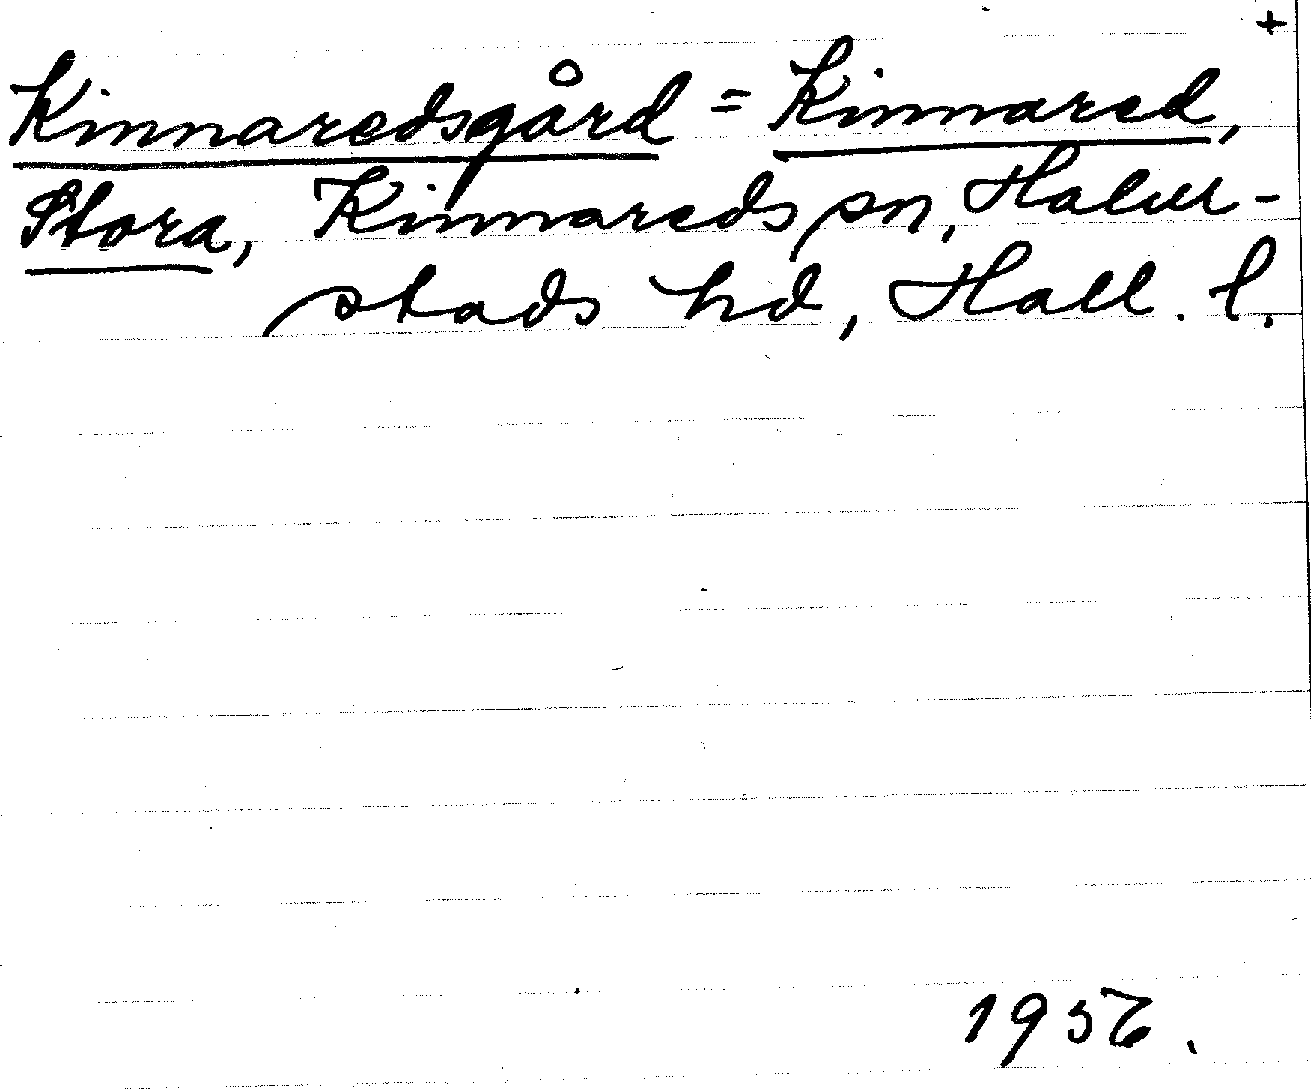 +
Kinnaredsgård = Kinnared,
Stora, Kinnareds sn, Halm-
stads hd, Hall. l.
1956.